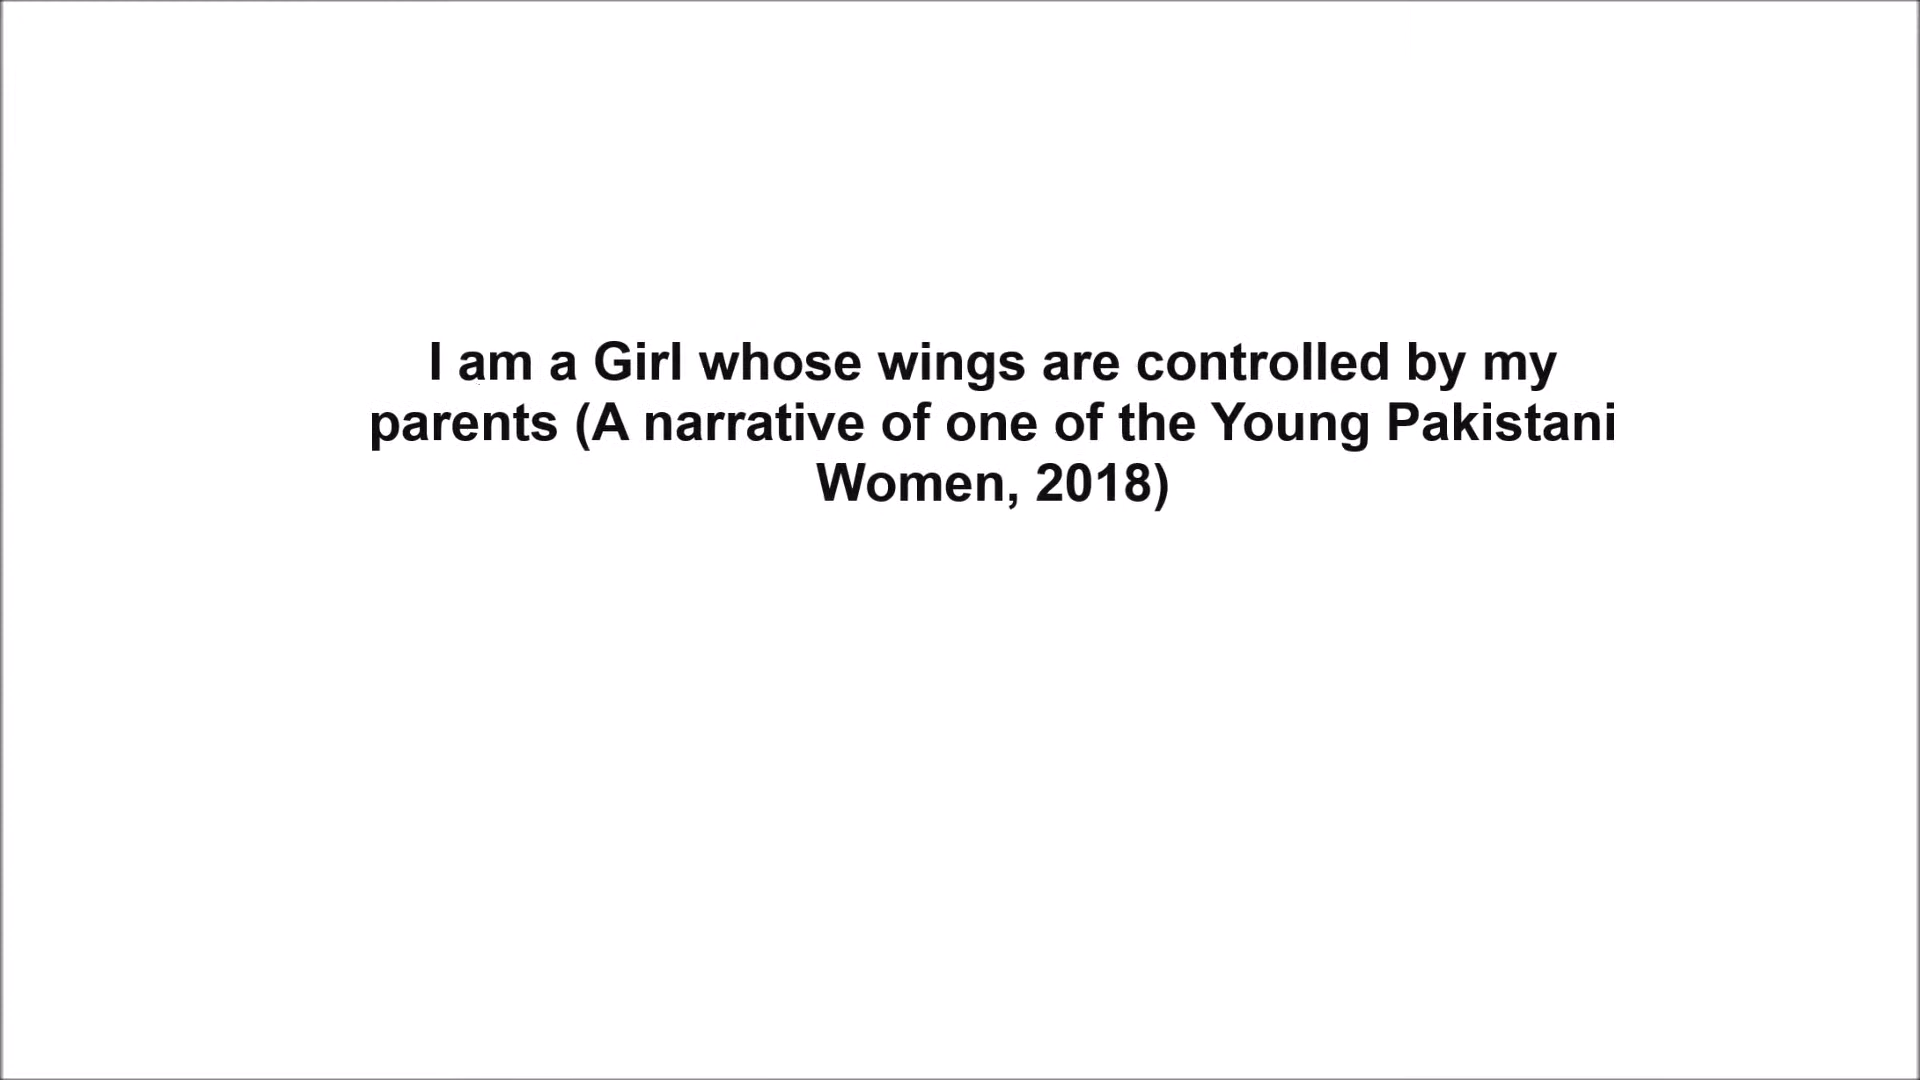 I am a Girl whose wings are controlled by my
parents (A narrative of one of the Young Pakistani
Women, 2018)